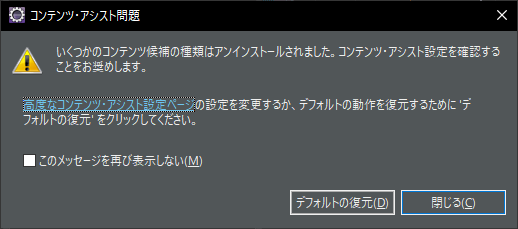 コンテンツ・アシスト問題
いくつかのコンテンツ候補の種類はアンインストールされました。コンテンツ・アシスト設定を確認する
ことをお奨めします。
高度なコンテンツ・アシスト設定ページの設定を変更するか、デフォルトの動作を復元するために 'デ
フォルトの復元' をクリックしてください。
このメッセージを再び表示しない(M)
デフォルトの復元(D)
閉じる(C)